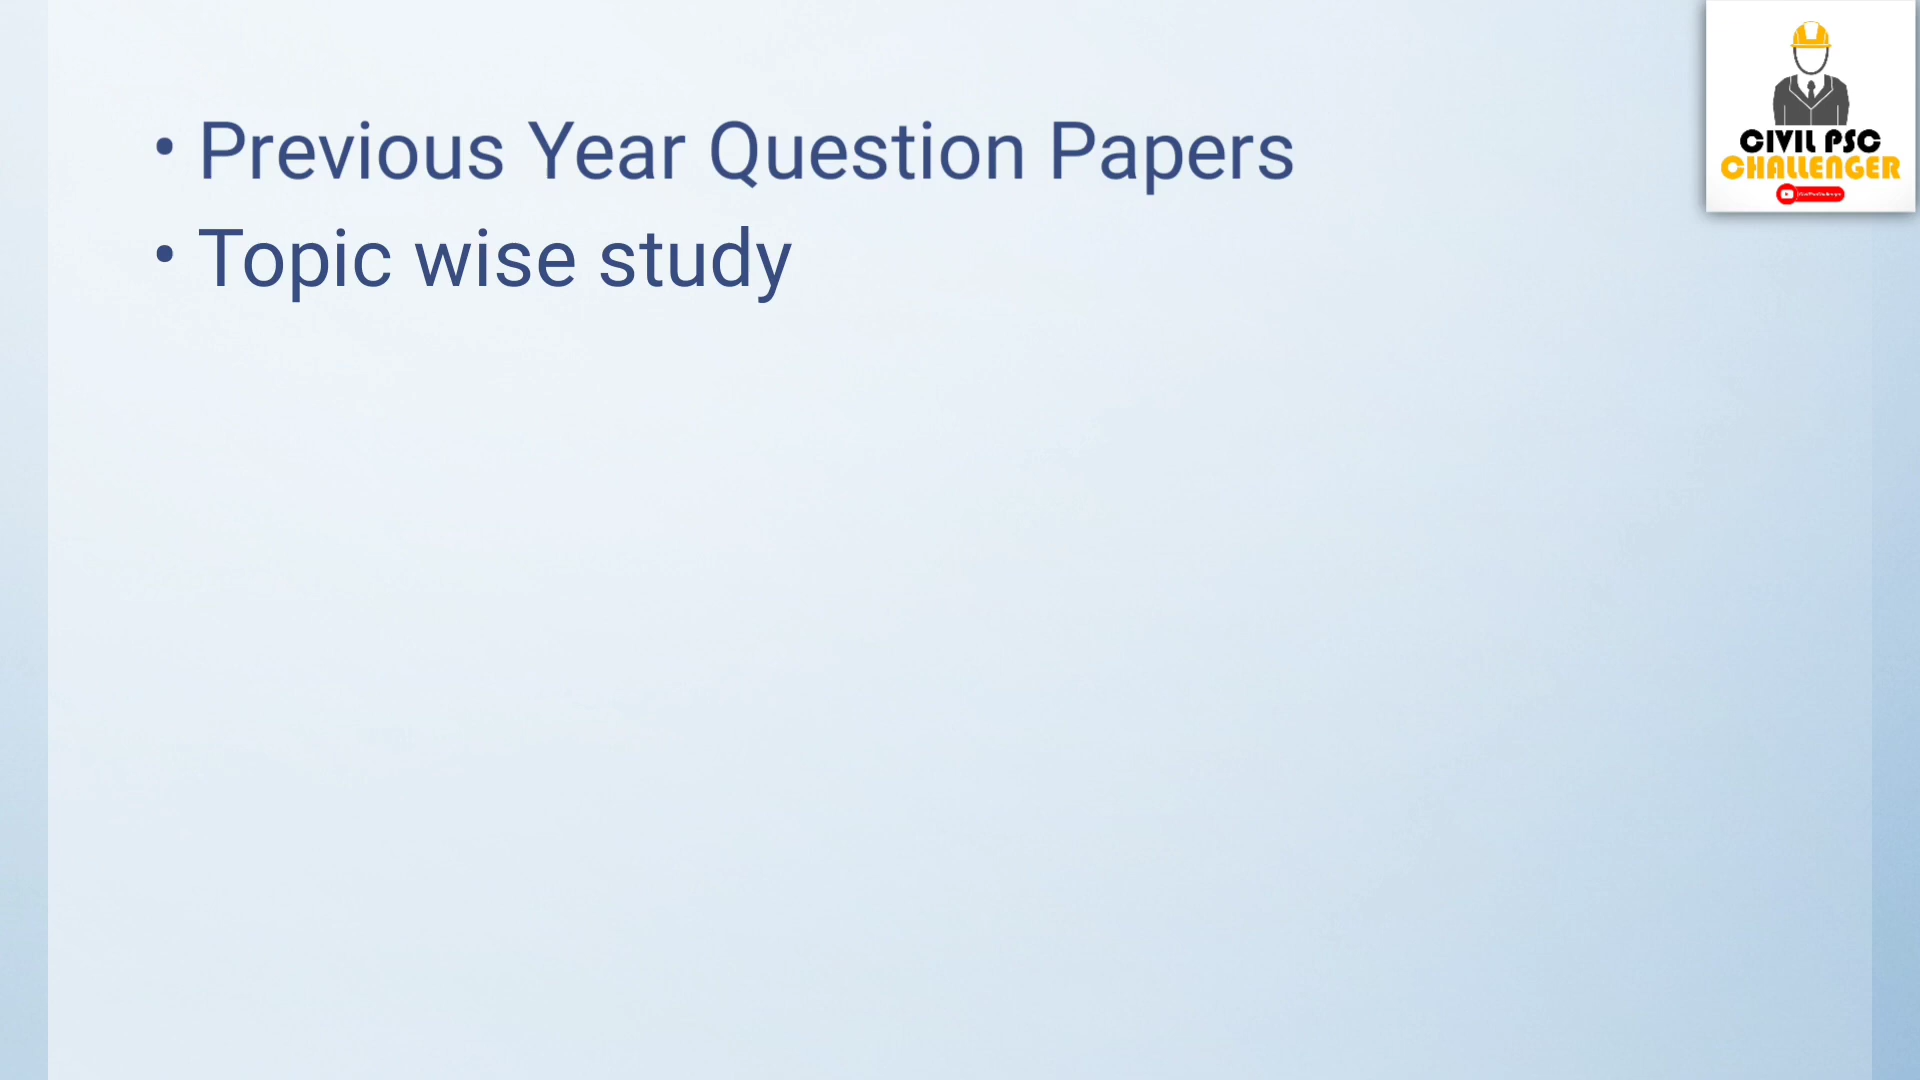 • Previous Year Question Papers
• Topic wise study
CIVIL PSC
CHALLENGER